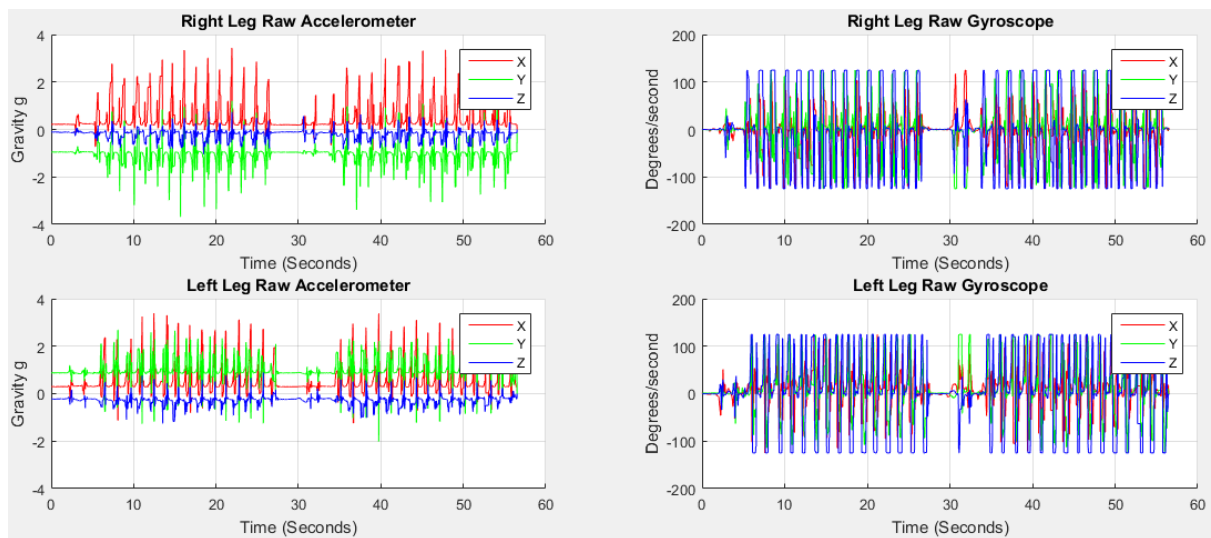 Right Leg Raw Accelerometer
4
2
0
-2
-4
Gravity g
0 10 20 30 40 50 60
Time (Seconds)
X
Y
Z
Right Leg Raw Gyroscope
200
100
0
-100
-200
Degrees/second
0 10 20 30 40 50 60
Time (Seconds)
X
Y
Z
Left Leg Raw Accelerometer
4
2
0
-2
-4
Gravity g
0 10 20 30 40 50 60
Time (Seconds)
X
Y
Z
Left Leg Raw Gyroscope
200
100
0
-100
-200
Degrees/second
0 10 20 30 40 50 60
Time (Seconds)
X
Y
Z